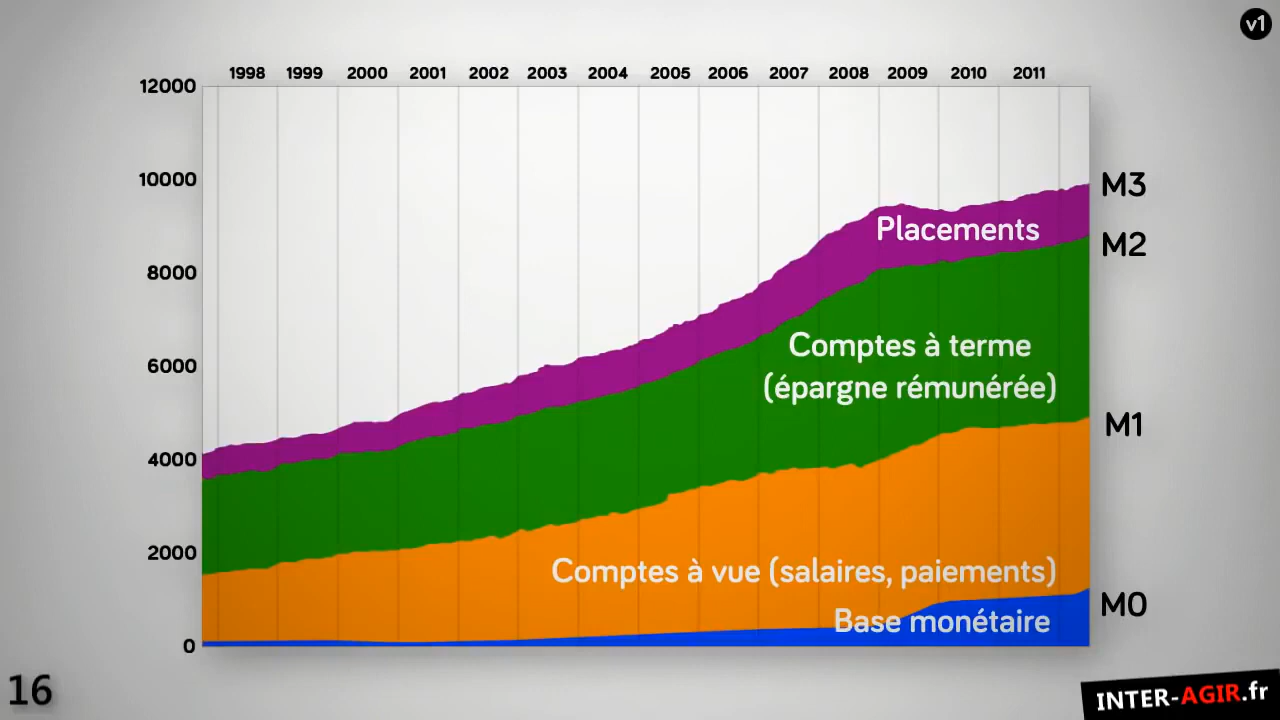 v1
1998 1999 2000 2001 2002 2003 2004 2005 2006 2007 2008 2009 2010 2011
12000
10000
M3
Placements
M2
8000
6000
Comptes à terme
(épargne rémunérée)
M1
4000
2000
Comptes à vue (salaires, paiements)
M0
Base monétaire
0
16
INTER-AGIR.fr